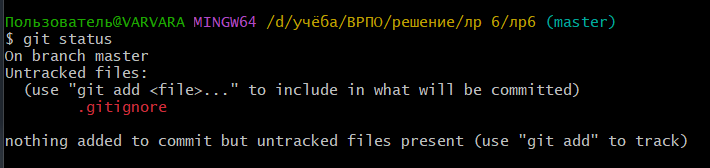 Пользователь@VARVARA MINGW64 /d/учёба/ВРПО/решение/лр 6/лр6 (master)
$ git status
On branch master
Untracked files:
  (use "git add <file>..." to include in what will be committed)
        .gitignore

nothing added to commit but untracked files present (use "git add" to track)